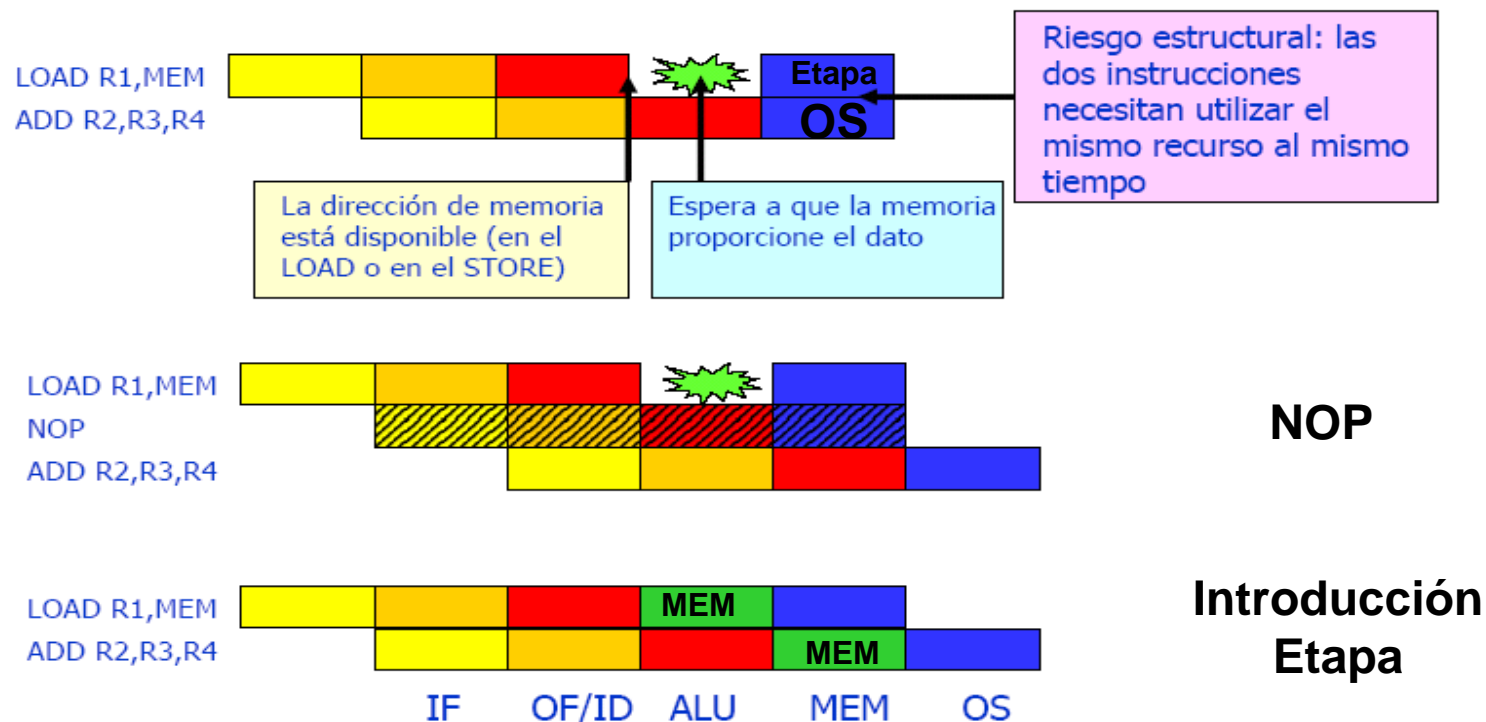 LOAD R1,MEM
ADD R2,R3,R4
Etapa
OS
Riesgo estructural: las
dos instrucciones
necesitan utilizar el
mismo recurso al mismo
tiempo
La dirección de memoria
está disponible (en el
LOAD o en el STORE)
Espera a que la memoria
proporcione el dato
LOAD R1,MEM
NOP
ADD R2,R3,R4
NOP
LOAD R1,MEM
MEM
ADD R2,R3,R4
MEM
Introducción
Etapa
IF OF/ID ALU MEM OS